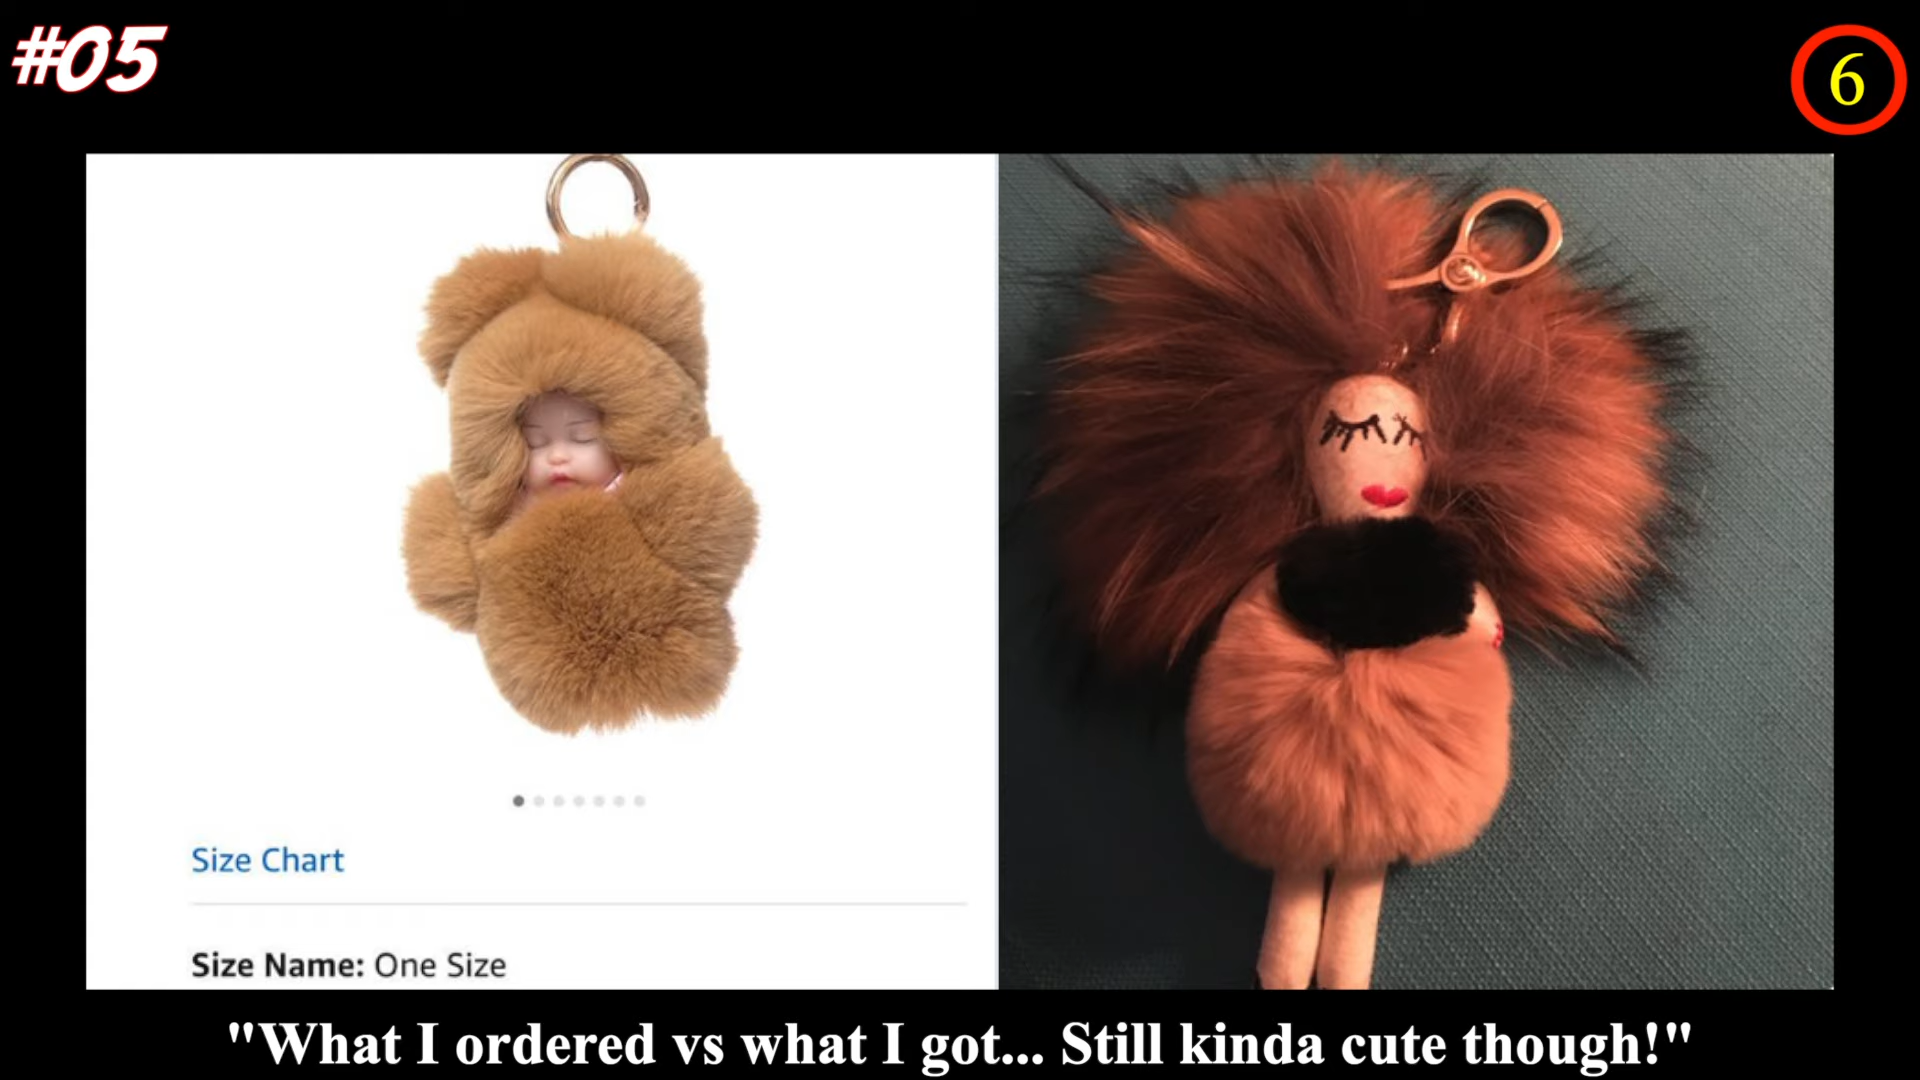 #05
6
Size Chart
Size Name: One Size
"What I ordered vs what I got... Still kinda cute though!"